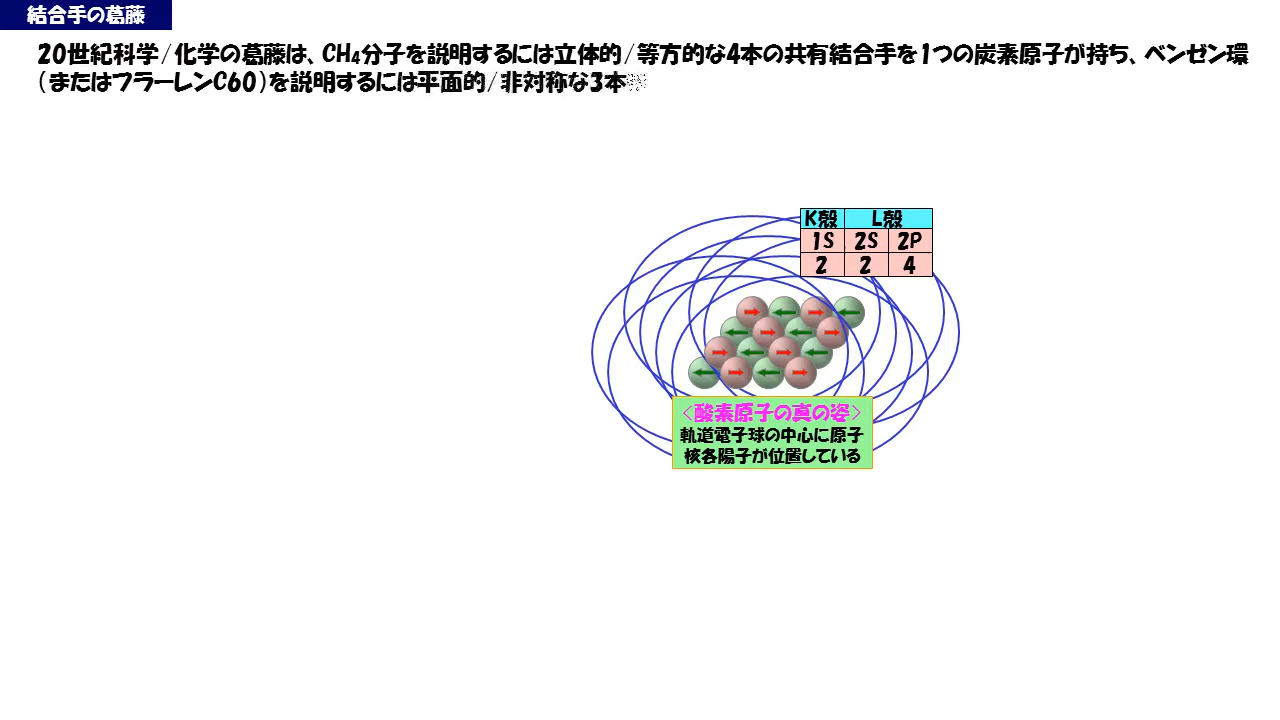 結合手の葛藤
20世紀科学/化学の葛藤は、CH₄分子を説明するには立体的/等方的な4本の共有結合手を1つの炭素原子が持ち、ベンゼン環
(またはフラーレンC60)を説明するには平面的/非対称な3本
K殻 L殻
1S 2S 2P
2 2 4
<酸素原子の真の姿>
軌道電子球の中心に原子
核各陽子が位置している